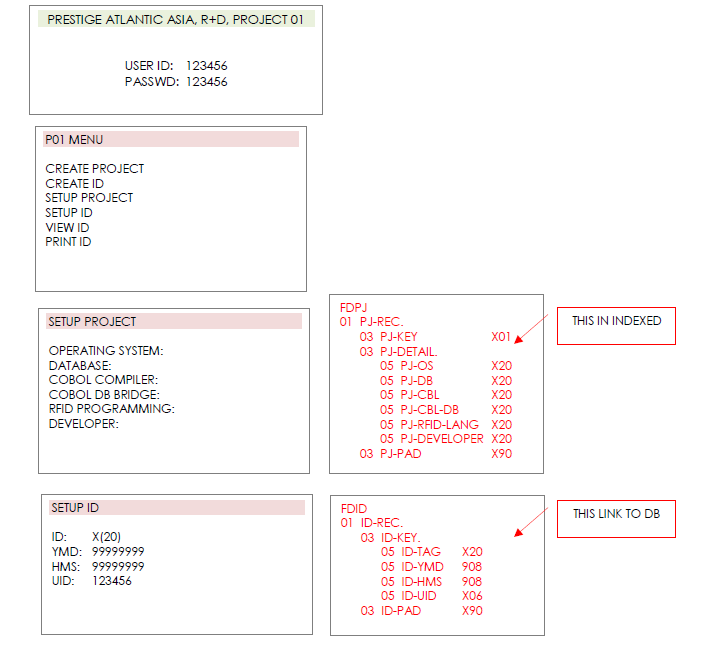 PRESTIGE ATLANTIC ASIA, R+D, PROJECT 01
USER ID: 123456
PASSWD: 123456
P01 MENU
CREATE PROJECT
CREATE ID
SETUP PROJECT
SETUP ID
VIEW ID
PRINT ID
SETUP PROJECT
OPERATING SYSTEM:
DATABASE:
COBOL COMPILER:
COBOL DB BRIDGE:
RFID PROGRAMMING:
DEVELOPER:
FDPJ
01 PJ-REC.
03 PJ-KEY X01
03 PJ-DETAIL.
05 PJ-OS X20
05 PJ-DB X20
05 PJ-CBL X20
05 PJ-CBL-DB X20
05 PJ-RFID-LANG X20
05 PJ-DEVELOPER X20
03 PJ-PAD X90
THIS IN INDEXED
SETUP ID
ID: X(20)
YMD: 99999999
HMS: 99999999
UID: 123456
FDID
01 ID-REC.
03 ID-KEY.
05 ID-TAG X20
05 ID-YMD 908
05 ID-HMS 908
05 ID-UID X06
03 ID-PAD X90
THIS LINK TO DB